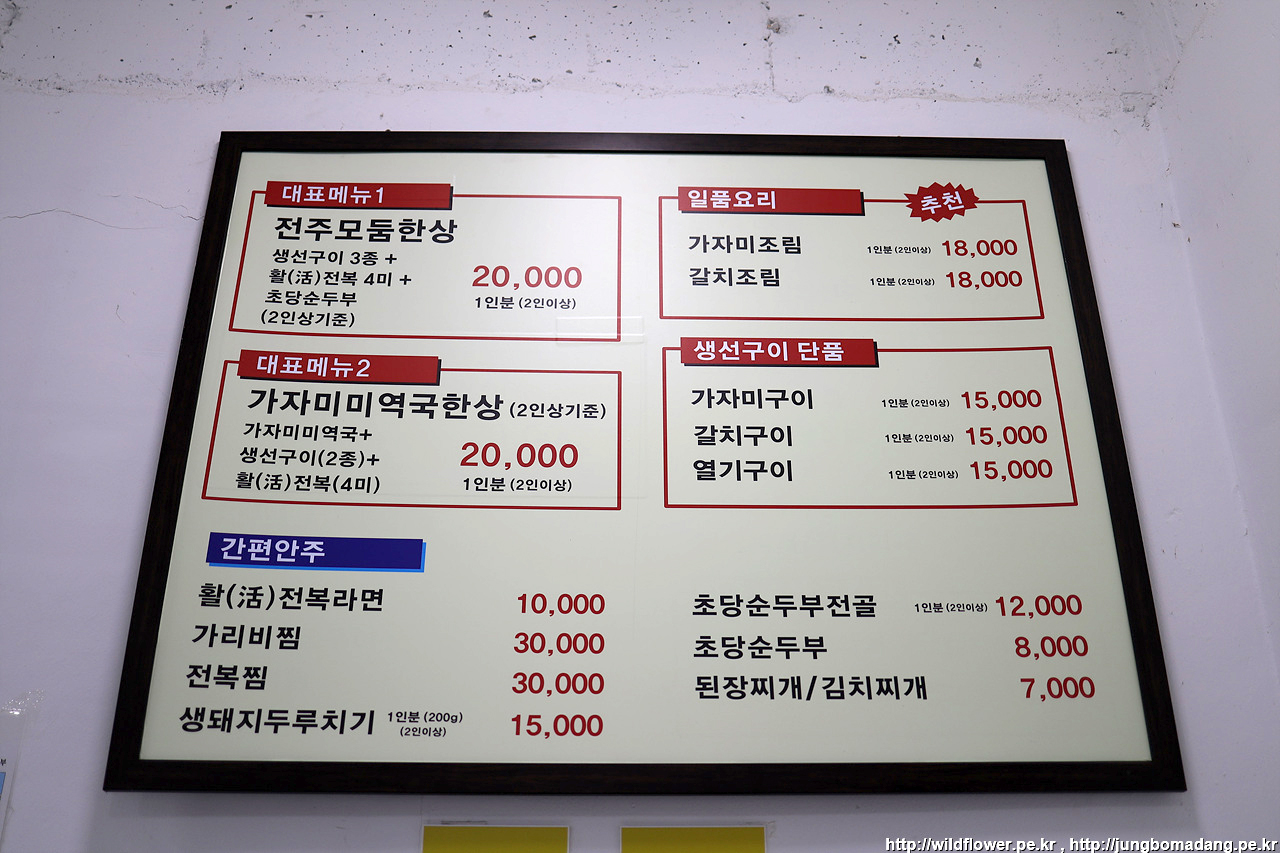 대표메뉴1
전주모둠한상
생선구이 3종 +
활(活)전복 4미 +
초당순두부
(2인상기준)
20,000
1인분 (2인이상)
대표메뉴2
가자미미역국한상 (2인상기준)
가자미미역국+
생선구이(2종)+
활(活)전복(4미)
20,000
1인분 (2인이상)
일품요리
추천
가자미조림 1인분 (2인이상) 18,000
갈치조림 1인분 (2인이상) 18,000
생선구이 단품
가자미구이 1인분 (2인이상) 15,000
갈치구이 1인분 (2인이상) 15,000
열기구이 1인분 (2인이상) 15,000
간편안주
활(活)전복라면 10,000
가리비찜 30,000
전복찜 30,000
생돼지두루치기 1인분 (200g) 15,000
(2인이상)
초당순두부전골 1인분 (2인이상) 12,000
초당순두부 8,000
된장찌개/김치찌개 7,000
http://wildflower.pe.kr , http://jungbomadang.pe.kr